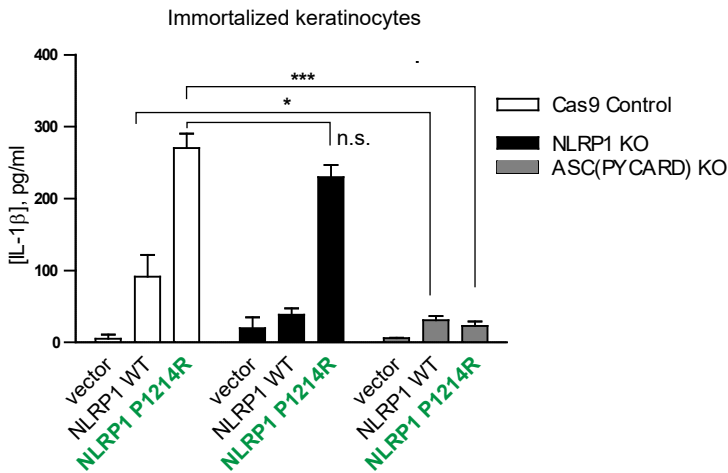 Immortalized keratinocytes
[IL-1β], pg/ml
400
300
200
100
0
***
*
n.s.
Cas9 Control
NLRP1 KO
ASC(PYCARD) KO
vector
NLRP1 WT
NLRP1 P1214R
vector
NLRP1 WT
NLRP1 P1214R
vector
NLRP1 WT
NLRP1 P1214R